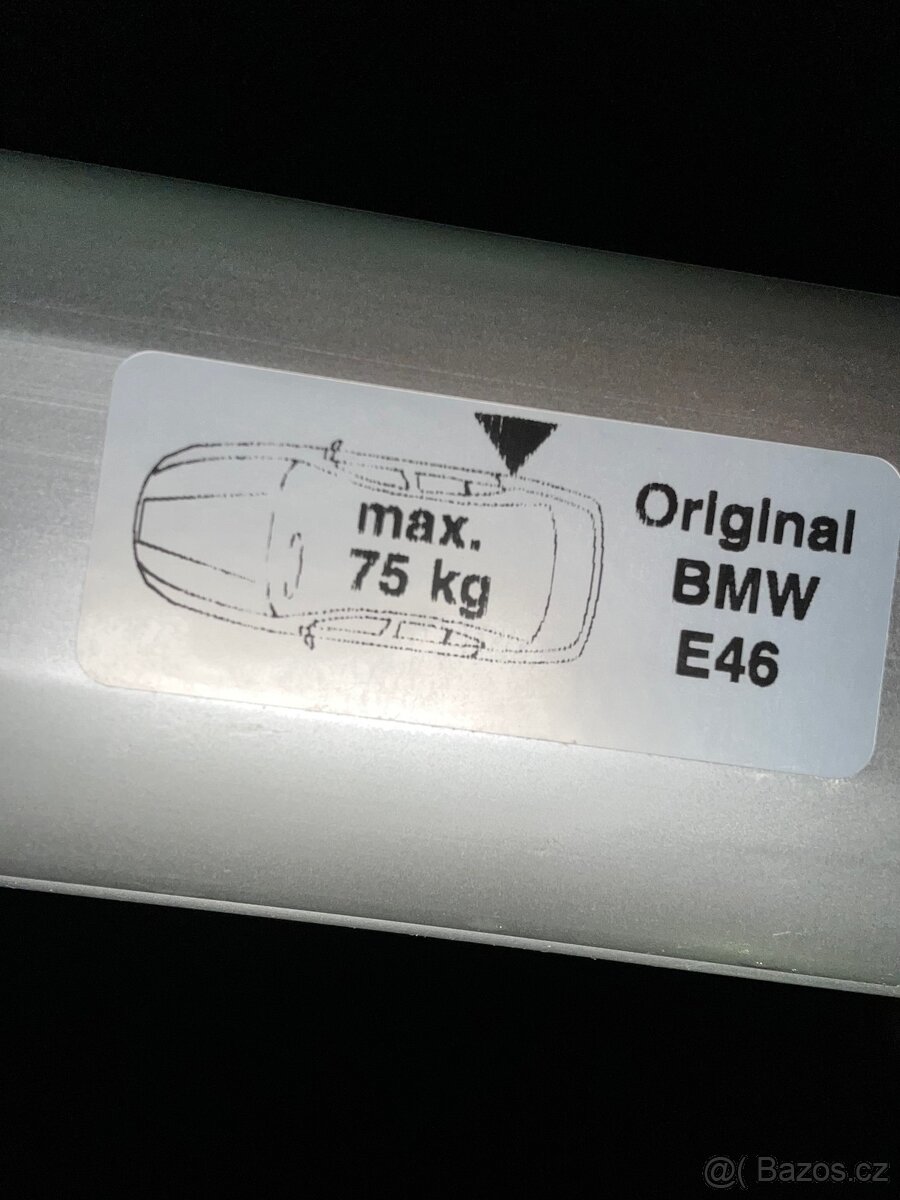 max.
75 kg
Original
BMW
E46
@( Bazos.cz